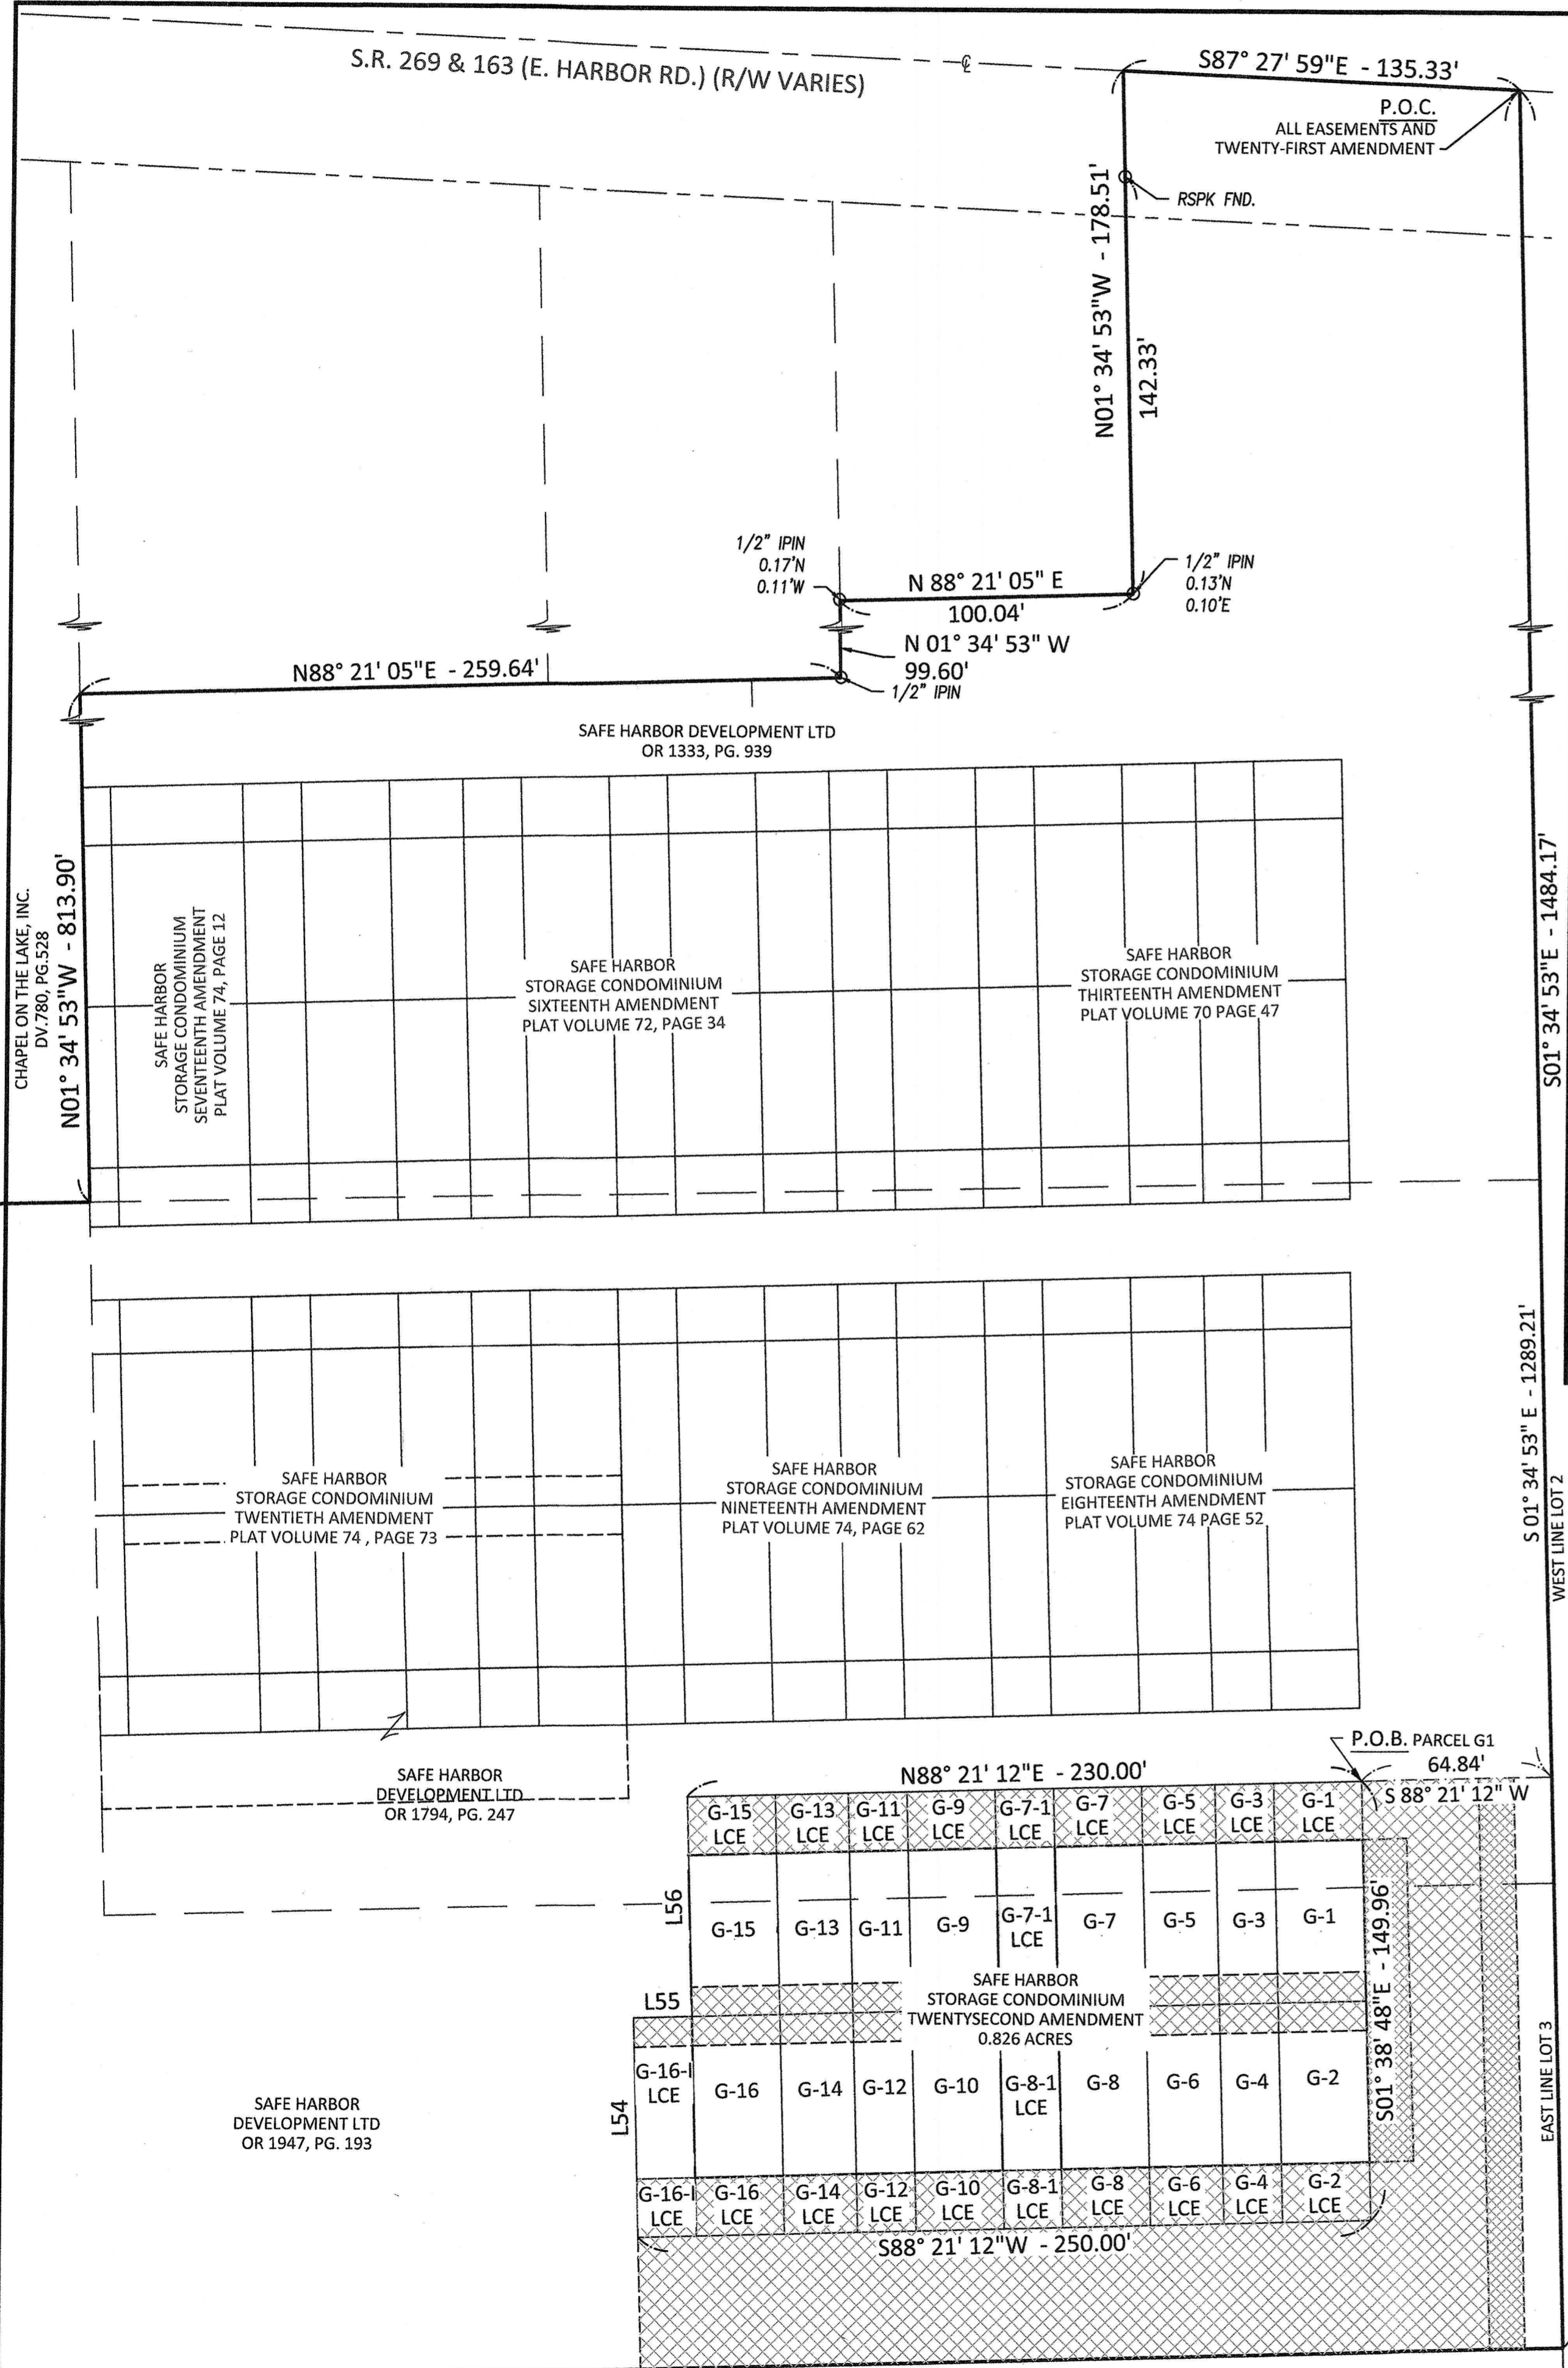 S.R. 269 & 163 (E. HARBOR RD.) (R/W VARIES)
℄
S87° 27' 59"E - 135.33'
P.O.C.
ALL EASEMENTS AND
TWENTY-FIRST AMENDMENT
RSPK FND.
N01° 34' 53"W - 178.51'
142.33'
1/2" IPIN
0.17'N
0.11'W
N 88° 21' 05" E
100.04'
1/2" IPIN
0.13'N
0.10'E
N 01° 34' 53" W
99.60'
1/2" IPIN
N88° 21' 05"E - 259.64'
SAFE HARBOR DEVELOPMENT LTD
OR 1333, PG. 939
CHAPEL ON THE LAKE, INC.
DV.780, PG.528
N01° 34' 53"W - 813.90'
SAFE HARBOR
STORAGE CONDOMINIUM
SEVENTEENTH AMENDMENT
PLAT VOLUME 74, PAGE 12
SAFE HARBOR
STORAGE CONDOMINIUM
SIXTEENTH AMENDMENT
PLAT VOLUME 72, PAGE 34
SAFE HARBOR
STORAGE CONDOMINIUM
THIRTEENTH AMENDMENT
PLAT VOLUME 70 PAGE 47
S01° 34' 53"E - 1484.17'
SAFE HARBOR
STORAGE CONDOMINIUM
TWENTIETH AMENDMENT
PLAT VOLUME 74 , PAGE 73
SAFE HARBOR
STORAGE CONDOMINIUM
NINETEENTH AMENDMENT
PLAT VOLUME 74, PAGE 62
SAFE HARBOR
STORAGE CONDOMINIUM
EIGHTEENTH AMENDMENT
PLAT VOLUME 74 PAGE 52
S 01° 34' 53" E - 1289.21'
WEST LINE LOT 2
SAFE HARBOR
DEVELOPMENT LTD
OR 1794, PG. 247
P.O.B. PARCEL G1
64.84'
S 88° 21' 12" W
N88° 21' 12"E - 230.00'
G-15 G-13 G-11 G-9 G-7-1 G-7 G-5 G-3 G-1
LCE LCE LCE LCE LCE LCE LCE LCE LCE
L56
G-15 G-13 G-11 G-9 G-7-1 G-7 G-5 G-3 G-1
LCE
S01° 38' 48"E - 149.96'
L55
SAFE HARBOR
STORAGE CONDOMINIUM
TWENTYSECOND AMENDMENT
0.826 ACRES
G-16-I G-16 G-14 G-12 G-10 G-8-1 G-8 G-6 G-4 G-2
LCE LCE
L54
EAST LINE LOT 3
SAFE HARBOR
DEVELOPMENT LTD
OR 1947, PG. 193
G-16-I G-16 G-14 G-12 G-10 G-8-1 G-8 G-6 G-4 G-2
LCE LCE LCE LCE LCE LCE LCE LCE LCE LCE
S88° 21' 12"W - 250.00'